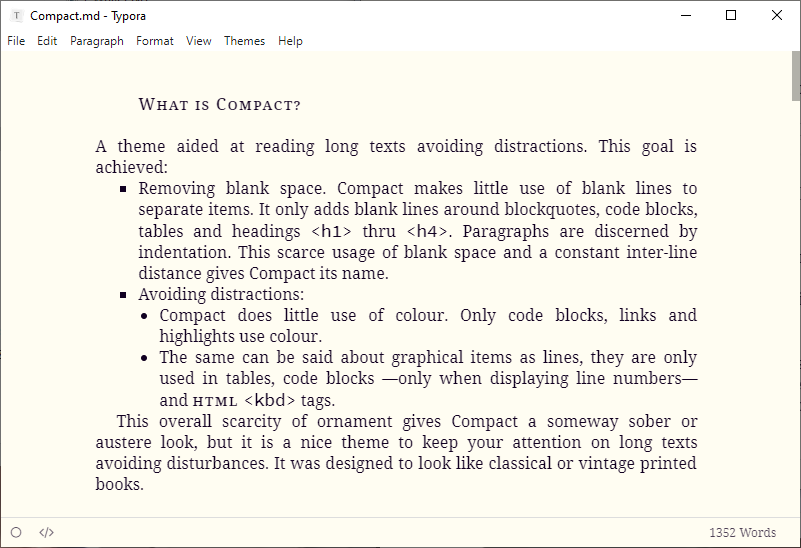 Compact.md - Typora
File Edit Paragraph Format View Themes Help
What is Compact?
A theme aided at reading long texts avoiding distractions. This goal is
achieved:
Removing blank space. Compact makes little use of blank lines to
separate items. It only adds blank lines around blockquotes, code blocks,
tables and headings <h1> thru <h4>. Paragraphs are discerned by
indentation. This scarce usage of blank space and a constant inter-line
distance gives Compact its name.
Avoiding distractions:
Compact does little use of colour. Only code blocks, links and
highlights use colour.
The same can be said about graphical items as lines, they are only
used in tables, code blocks —only when displaying line numbers—
and HTML <kbd> tags.
This overall scarcity of ornament gives Compact a someway sober or
austere look, but it is a nice theme to keep your attention on long texts
avoiding disturbances. It was designed to look like classical or vintage printed
books.
1352 Words